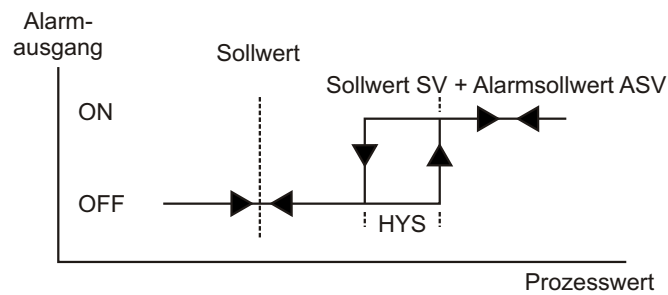 Alarm-
ausgang
Sollwert
Sollwert SV + Alarmsollwert ASV
ON
OFF
HYS
Prozesswert